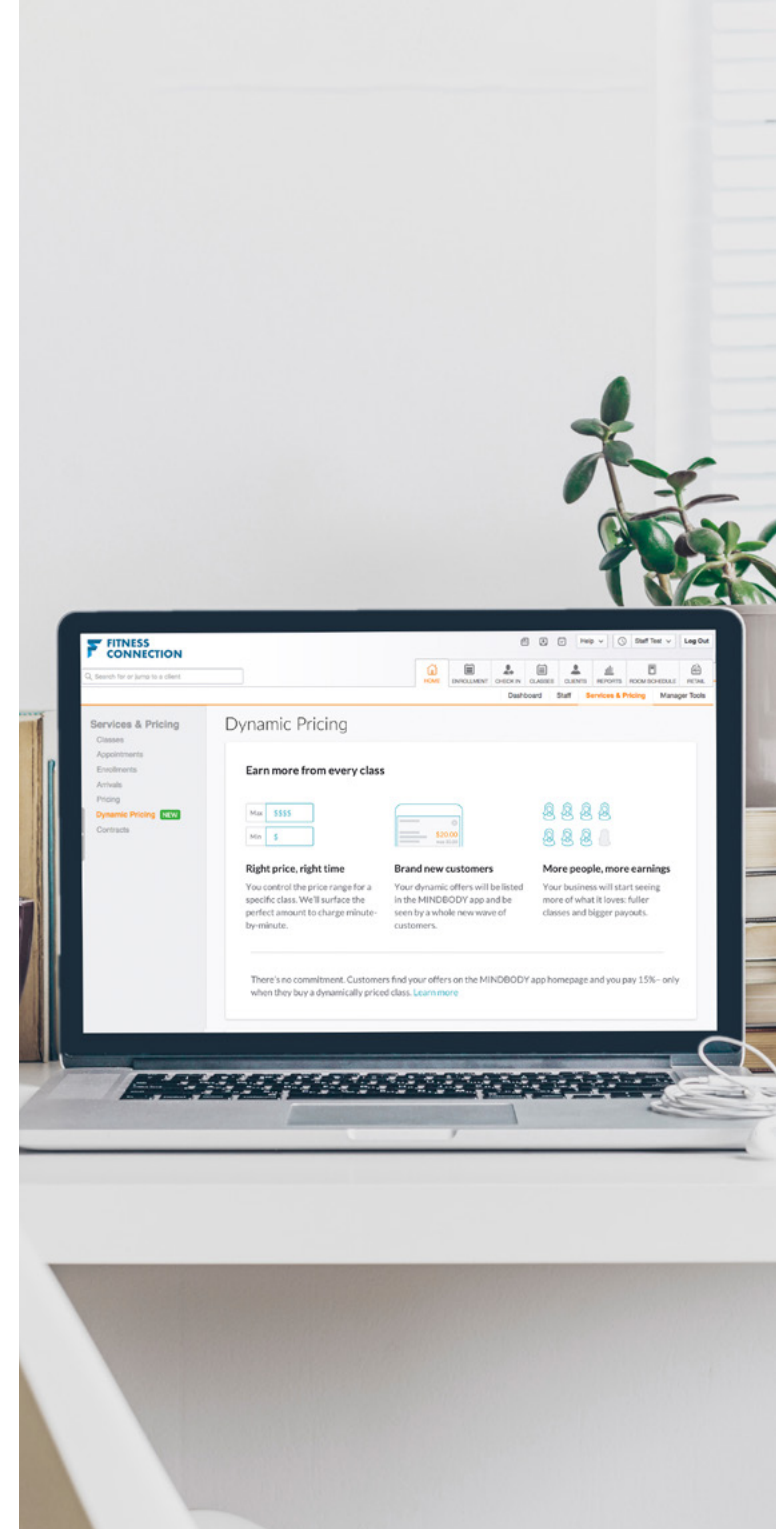 FITNESS
CONNECTION
Help
Staff Test
Log Out
Search for or jump to a client
HOME
ENROLLMENT
CHECK IN
CLASSES
CLIENTS
REPORTS
ROOM SCHEDULE
RETAIL
Dashboard
Staff
Services & Pricing
Manager Tools
Services & Pricing
Classes
Appointments
Enrollments
Arrivals
Pricing
Dynamic Pricing NEW
Contracts
Dynamic Pricing
Earn more from every class
Max $$$$
Min $
$20.00
Right price, right time
You control the price range for a
specific class. We'll surface the
perfect amount to charge minute-
by-minute.
Brand new customers
Your dynamic offers will be listed
in the MINDBODY app and be
seen by a whole new wave of
customers.
More people, more earnings
Your business will start seeing
more of what it loves: fuller
classes and bigger payouts.
There's no commitment. Customers find your offers on the MINDBODY app homepage and you pay 15%– only
when they buy a dynamically priced class. Learn more